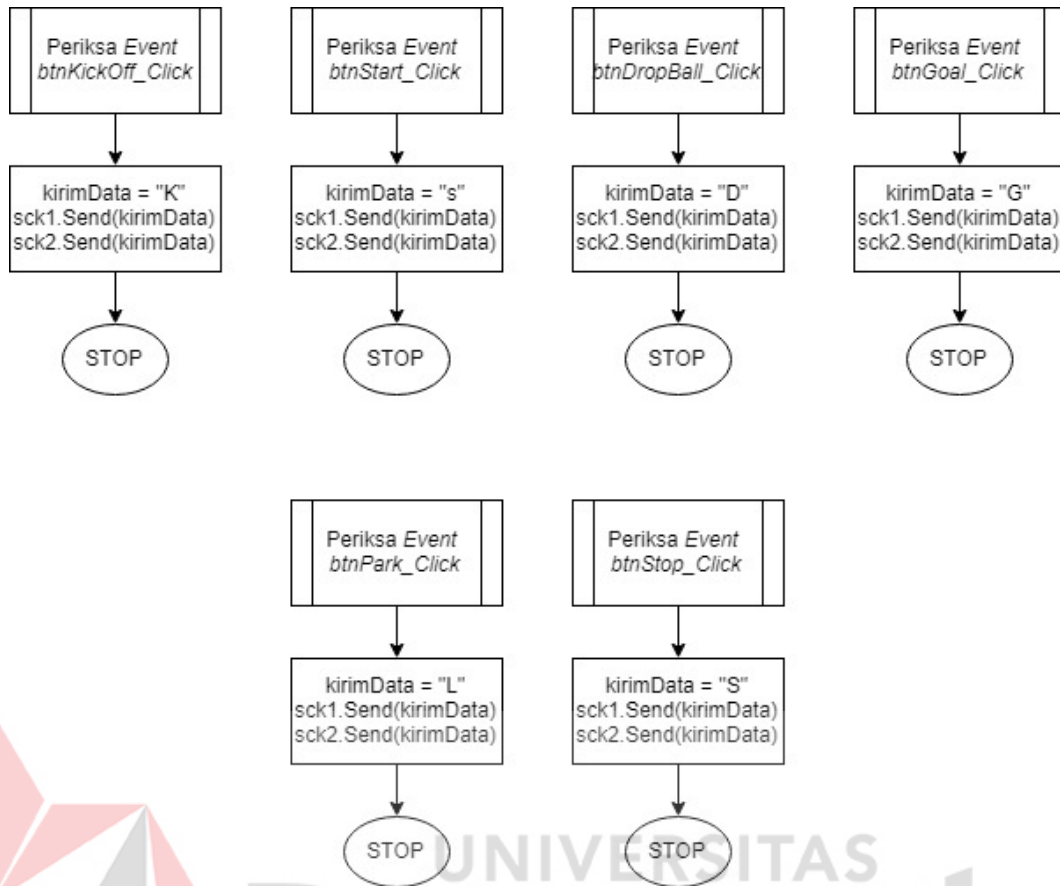 Periksa Event
btnKickOff_Click
kirimData = "K"
sck1.Send(kirimData)
sck2.Send(kirimData)
STOP
Periksa Event
btnStart_Click
kirimData = "s"
sck1.Send(kirimData)
sck2.Send(kirimData)
STOP
Periksa Event
btnDropBall_Click
kirimData = "D"
sck1.Send(kirimData)
sck2.Send(kirimData)
STOP
Periksa Event
btnGoal_Click
kirimData = "G"
sck1.Send(kirimData)
sck2.Send(kirimData)
STOP
Periksa Event
btnPark_Click
kirimData = "L"
sck1.Send(kirimData)
sck2.Send(kirimData)
STOP
Periksa Event
btnStop_Click
kirimData = "S"
sck1.Send(kirimData)
sck2.Send(kirimData)
STOP
UNIVERSITAS